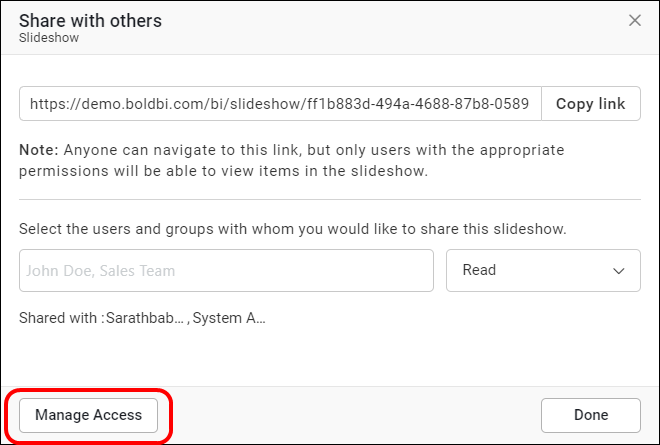 Share with others
Slideshow
https://demo.boldbi.com/bi/slideshow/ff1b883d-494a-4688-87b8-0589
Copy link
Note: Anyone can navigate to this link, but only users with the appropriate
permissions will be able to view items in the slideshow.
Select the users and groups with whom you would like to share this slideshow.
John Doe, Sales Team
Read
Shared with :Sarathbab... , System A...
Manage Access
Done